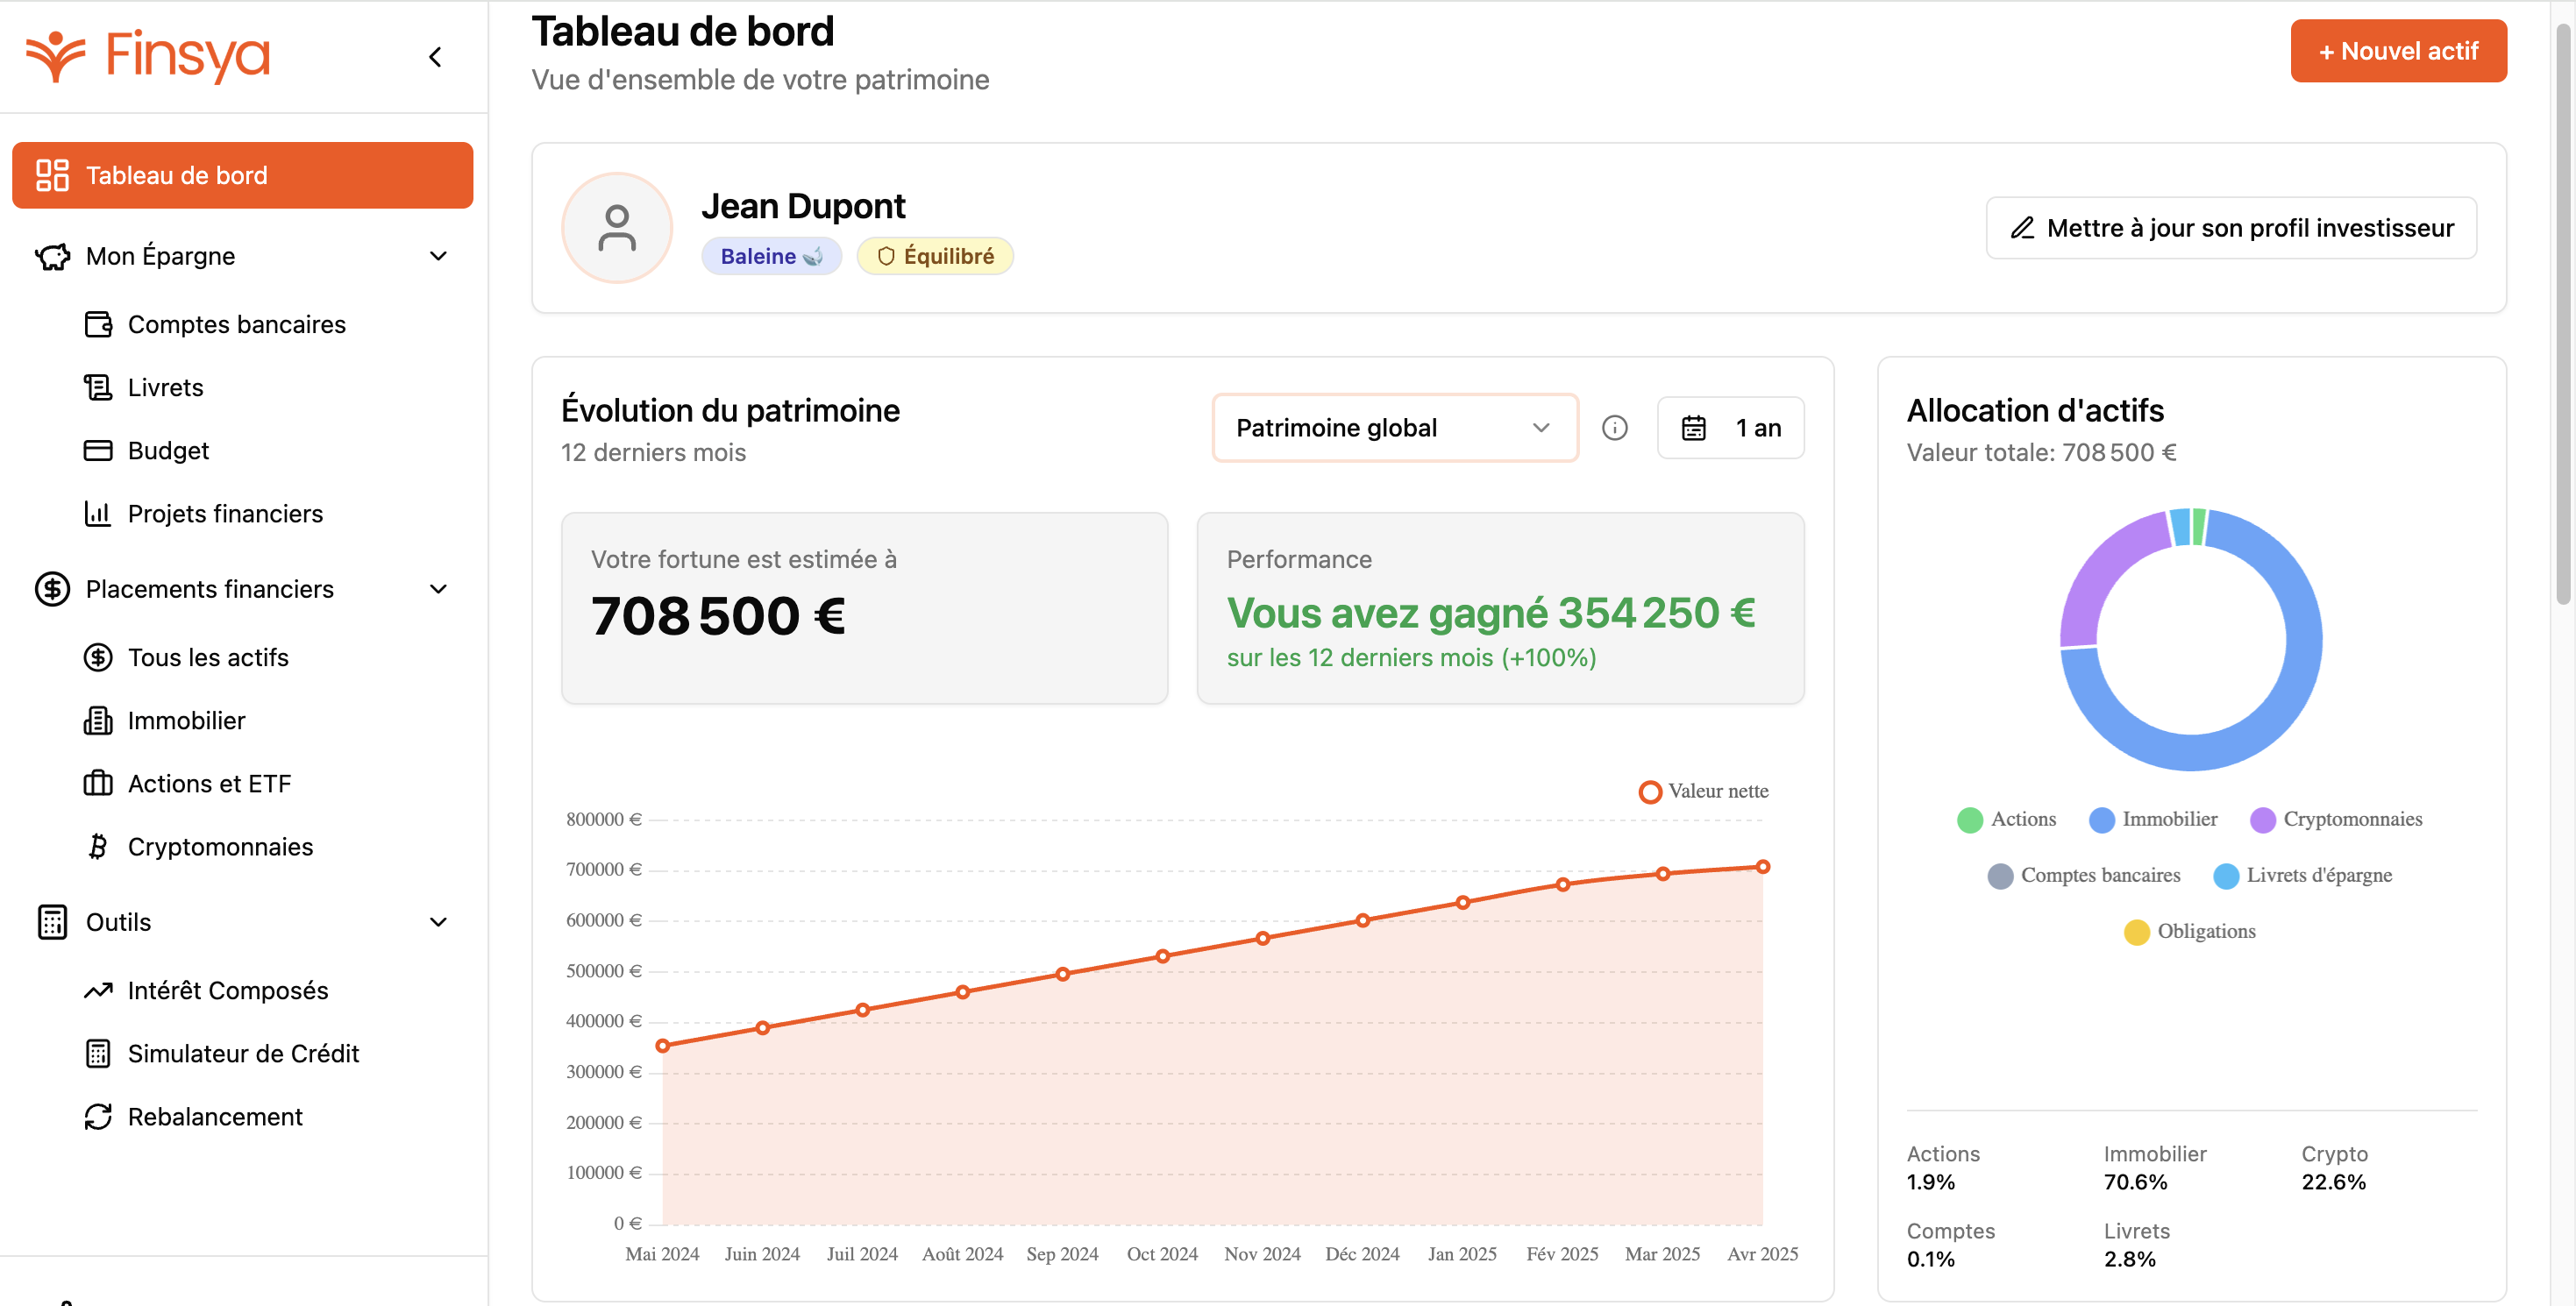 Finsya
Tableau de bord
Mon Épargne
Comptes bancaires
Livrets
Budget
Projets financiers
Placements financiers
Tous les actifs
Immobilier
Actions et ETF
Cryptomonnaies
Outils
Intérêt Composés
Simulateur de Crédit
Rebalancement
Tableau de bord
Vue d'ensemble de votre patrimoine
+ Nouvel actif
Jean Dupont
Baleine
Équilibré
Mettre à jour son profil investisseur
Évolution du patrimoine
12 derniers mois
Patrimoine global
1 an
Votre fortune est estimée à
708 500 €
Performance
Vous avez gagné 354 250 €
sur les 12 derniers mois (+100%)
Valeur nette
800000 €
700000 €
600000 €
500000 €
400000 €
300000 €
200000 €
100000 €
0 €
Mai 2024 Juin 2024 Juil 2024 Août 2024 Sep 2024 Oct 2024 Nov 2024 Déc 2024 Jan 2025 Fév 2025 Mar 2025 Avr 2025
Allocation d'actifs
Valeur totale: 708 500 €
Actions Immobilier Cryptomonnaies
Comptes bancaires Livrets d'épargne
Obligations
Actions Immobilier Crypto
1.9% 70.6% 22.6%
Comptes Livrets
0.1% 2.8%